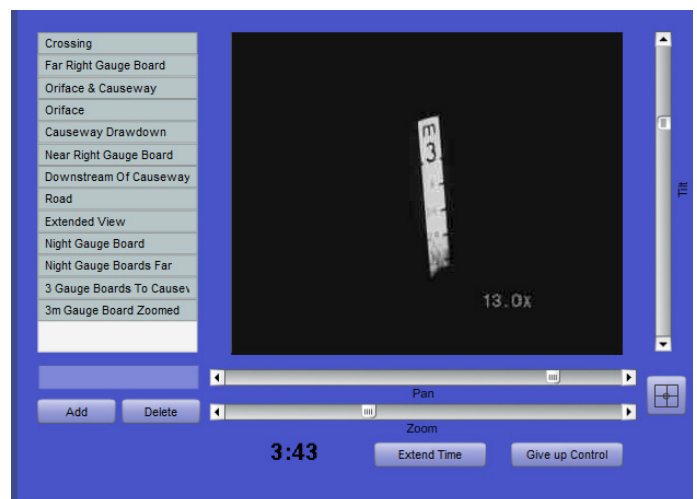 Crossing
Far Right Gauge Board
Oriface & Causeway
Oriface
Causeway Drawdown
Near Right Gauge Board
Downstream Of Causeway
Road
Extended View
Night Gauge Board
Night Gauge Boards Far
3 Gauge Boards To Causev
3m Gauge Board Zoomed
m
3
13.0X
Tilt
Pan
Add Delete
Zoom
3:43 Extend Time Give up Control